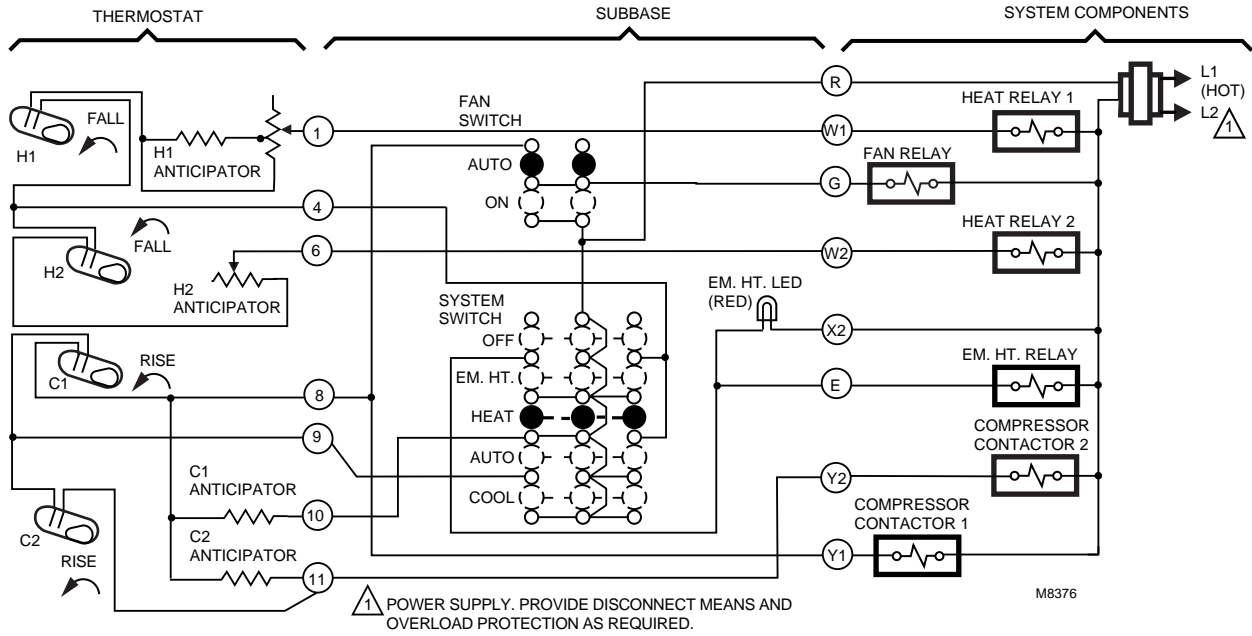 THERMOSTAT
SUBBASE
SYSTEM COMPONENTS
H1
FALL
H1
ANTICIPATOR
1
4
H2
FALL
H2
ANTICIPATOR
6
C1
RISE
8
9
C1
ANTICIPATOR
10
C2
RISE
C2
ANTICIPATOR
11
FAN
SWITCH
AUTO
ON
SYSTEM
SWITCH
OFF
EM. HT.
HEAT
AUTO
COOL
EM. HT. LED
(RED)
R
W1
G
W2
X2
E
Y2
Y1
L1
(HOT)
L2
1
HEAT RELAY 1
FAN RELAY
HEAT RELAY 2
EM. HT. RELAY
COMPRESSOR
CONTACTOR 2
COMPRESSOR
CONTACTOR 1
1 POWER SUPPLY. PROVIDE DISCONNECT MEANS AND
OVERLOAD PROTECTION AS REQUIRED.
M8376